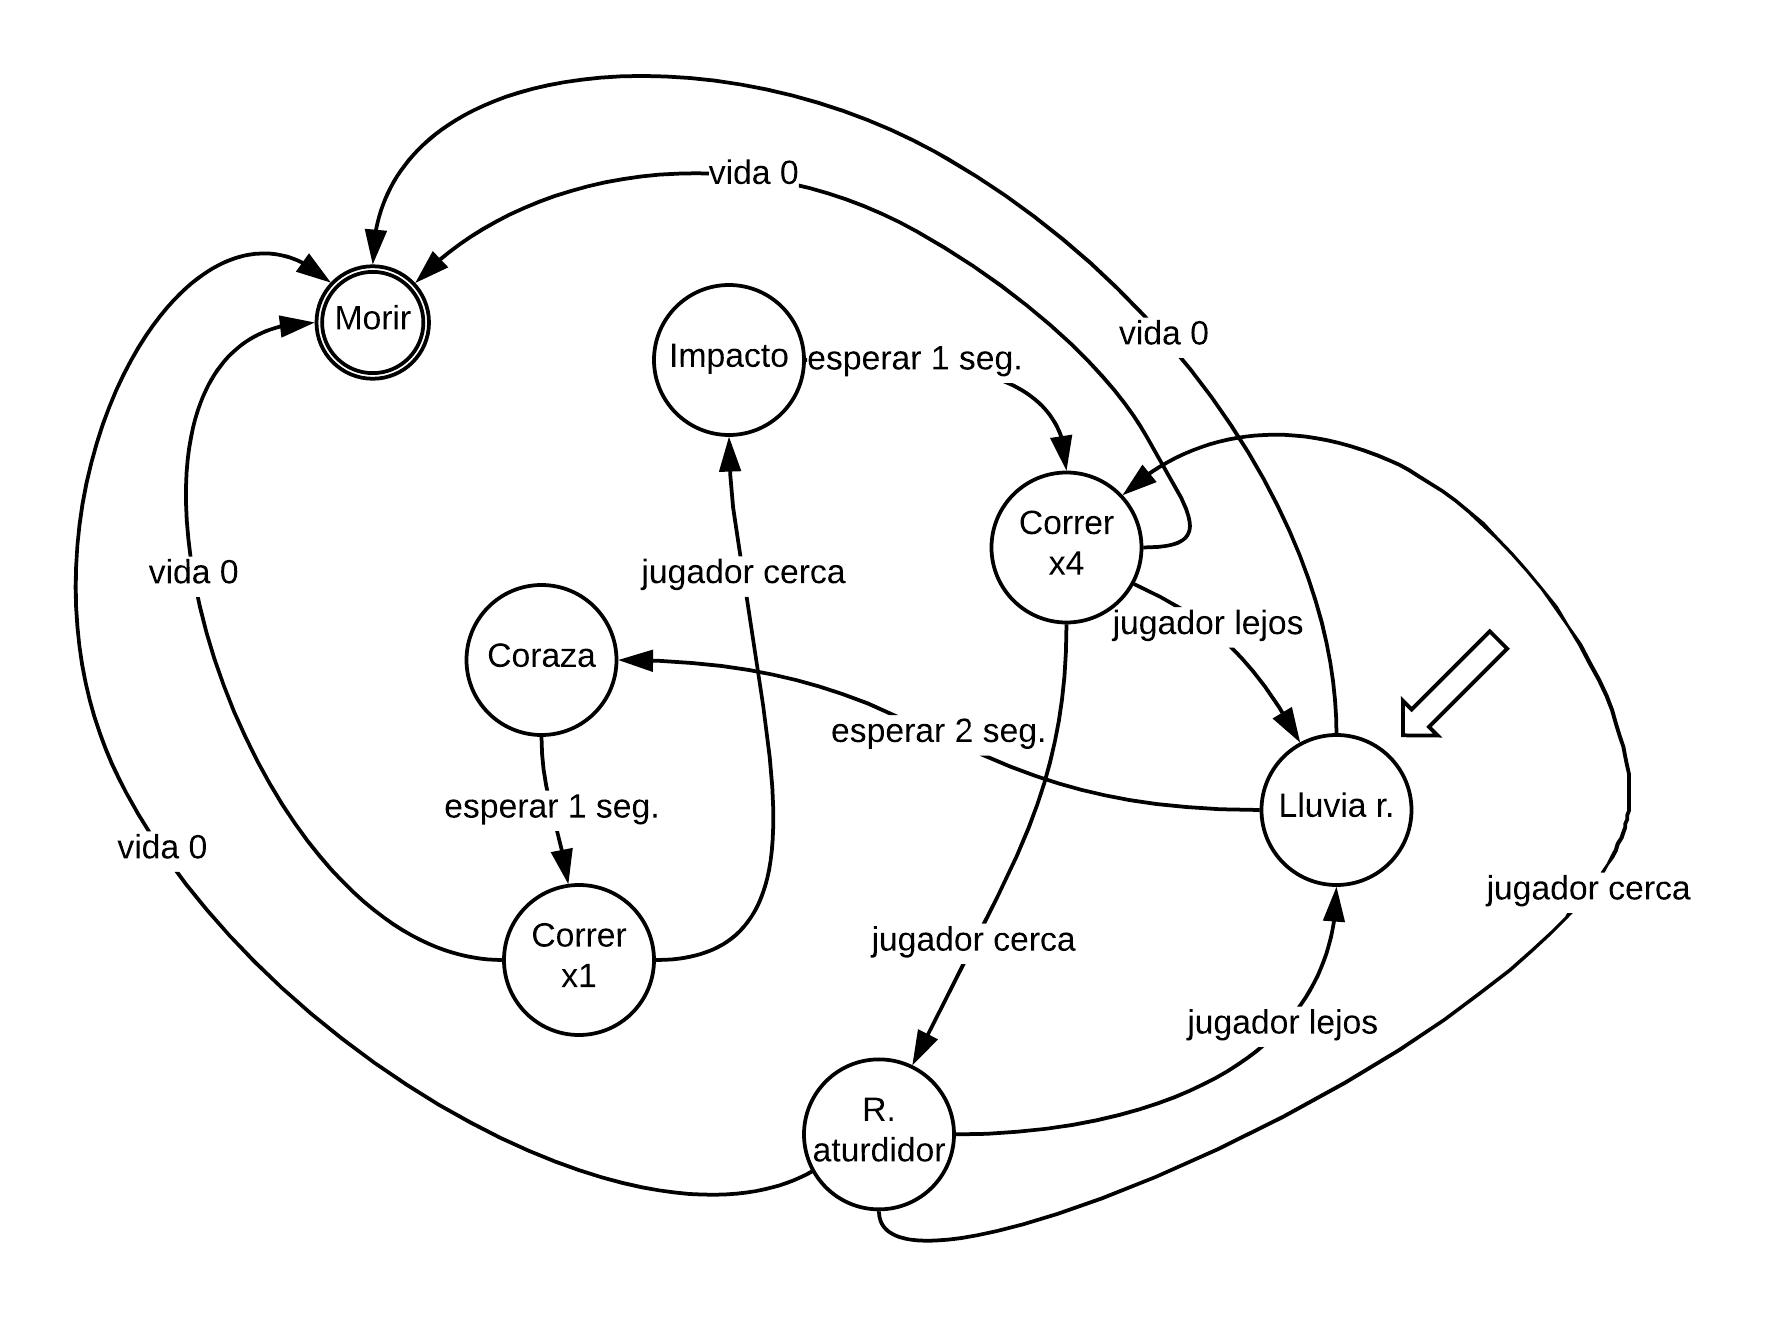 vida 0
Morir
vida 0
Impacto
esperar 1 seg.
Correr
x4
vida 0
jugador cerca
jugador lejos
Coraza
esperar 2 seg.
esperar 1 seg.
Lluvia r.
vida 0
jugador cerca
Correr
x1
jugador cerca
jugador lejos
R.
aturdidor